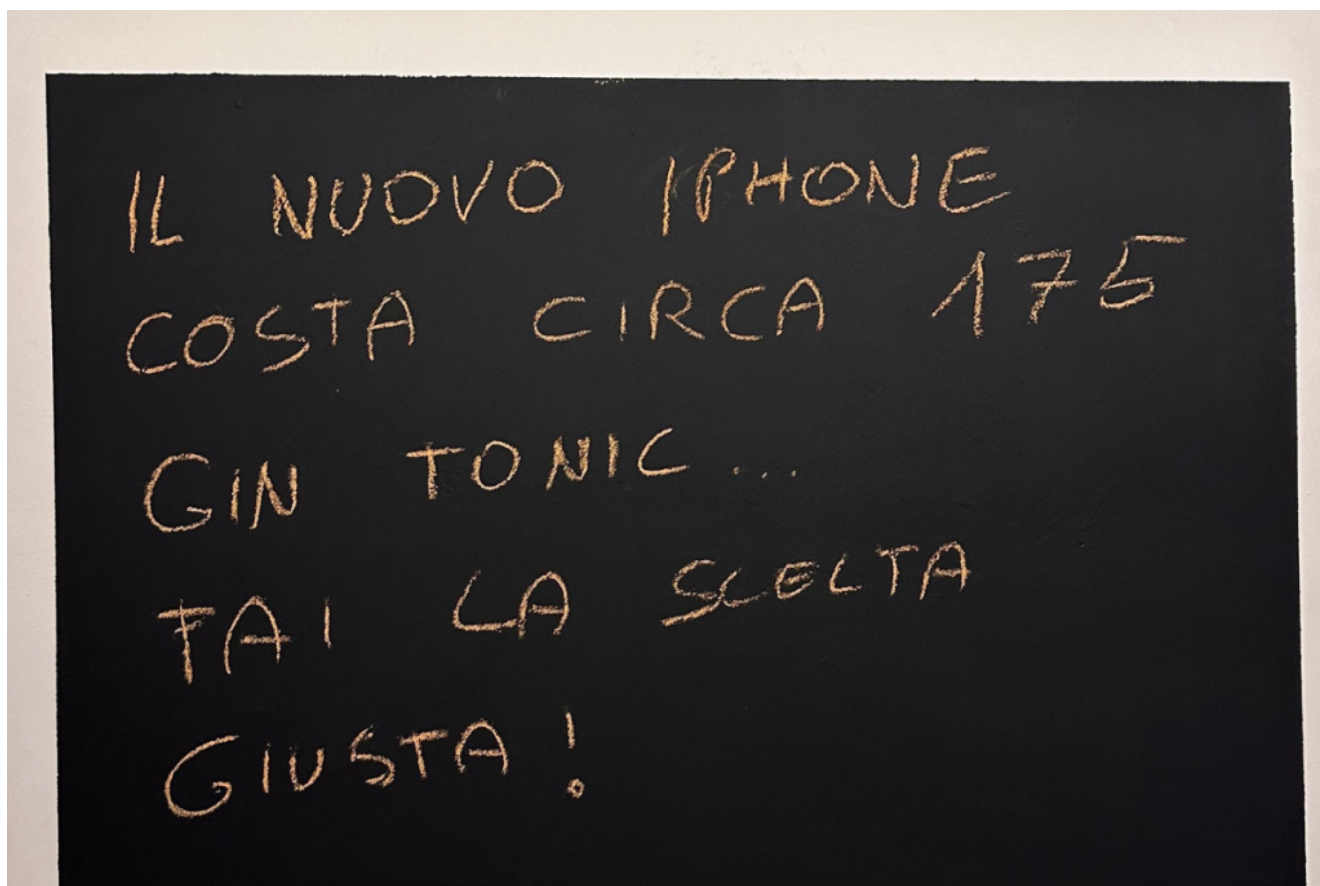 IL NUOVO IPHONE
COSTA CIRCA 175
GIN TONIC...
FAI LA SCELTA
GIUSTA!